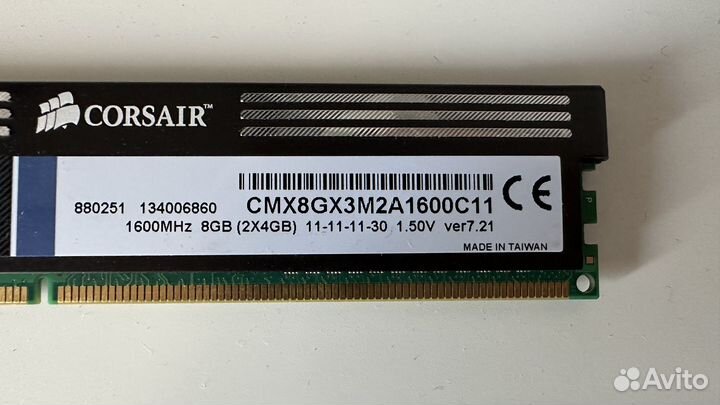 CORSAIR™
880251 134006860 CMX8GX3M2A1600C11 CE
1600MHz 8GB (2X4GB) 11-11-11-30 1.50V ver7.21
MADE IN TAIWAN
P
Avito